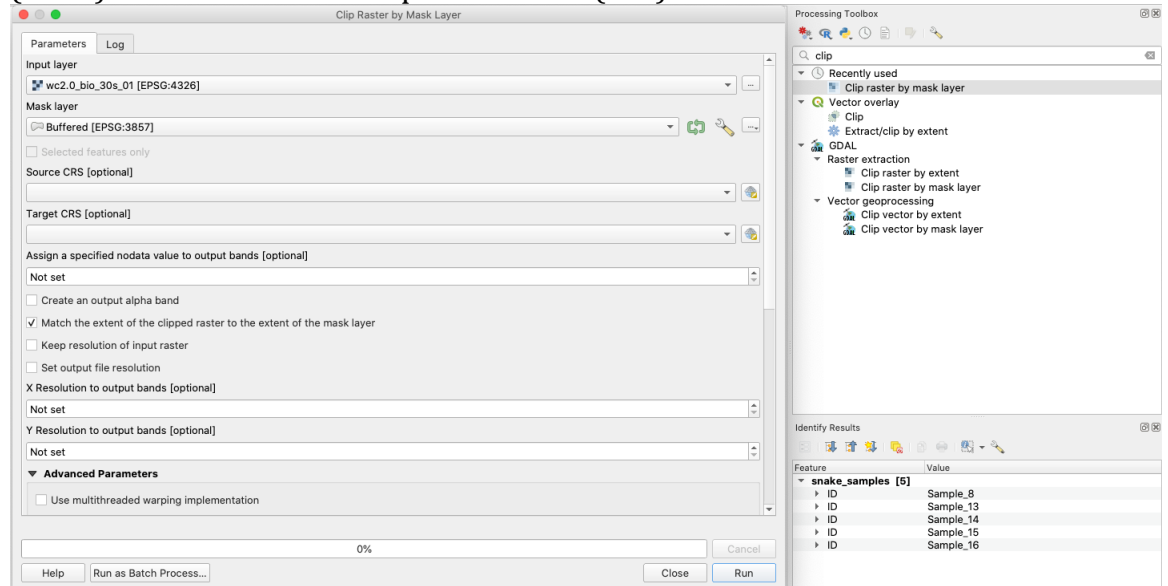 Clip Raster by Mask Layer
Parameters
Log
Input layer
wc2.0_bio_30s_01 [EPSG:4326]
...
Mask layer
Buffered [EPSG:3857]
...
Selected features only
Source CRS [optional]
Target CRS [optional]
Assign a specified nodata value to output bands [optional]
Not set
Create an output alpha band
Match the extent of the clipped raster to the extent of the mask layer
Keep resolution of input raster
Set output file resolution
X Resolution to output bands [optional]
Not set
Y Resolution to output bands [optional]
Not set
Advanced Parameters
Use multithreaded warping implementation
0%
Cancel
Help
Run as Batch Process...
Close
Run
Processing Toolbox
clip
Recently used
Clip raster by mask layer
Vector overlay
Clip
Extract/clip by extent
GDAL
Raster extraction
Clip raster by extent
Clip raster by mask layer
Vector geoprocessing
Clip vector by extent
Clip vector by mask layer
Identify Results
Feature Value
snake_samples [5]
ID Sample_8
ID Sample_13
ID Sample_14
ID Sample_15
ID Sample_16